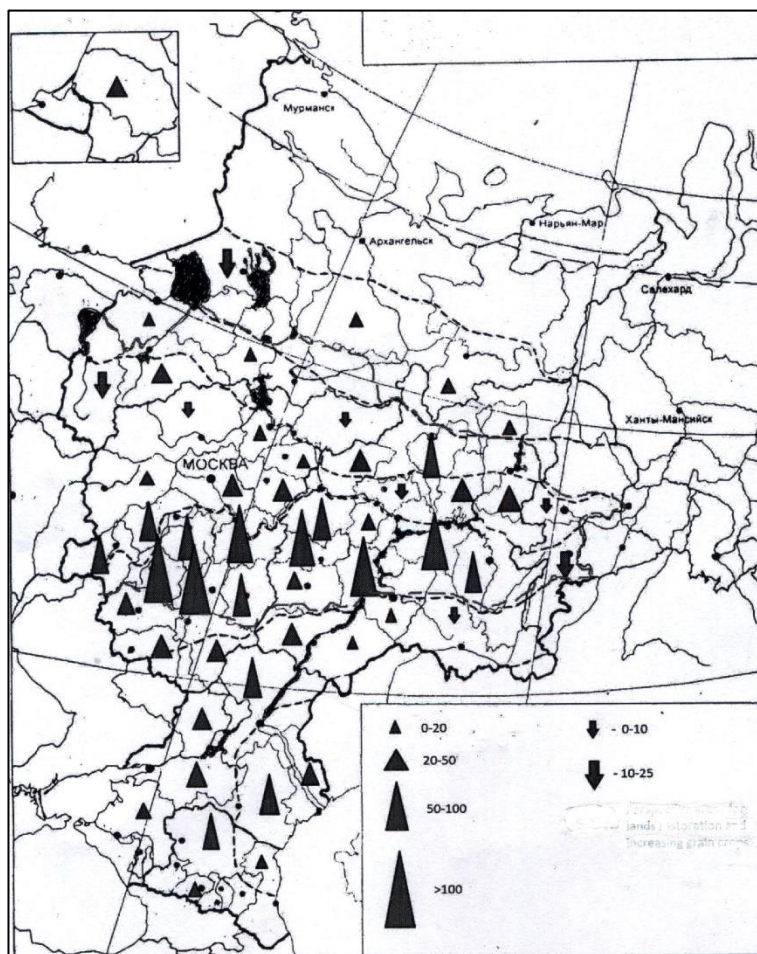 Мурманск
Нарьян-Мар
Архангельск
Салехард
Ханты-Мансийск
МОСКВА
0-20
- 0-10
20-50
- 10-25
50-100
lands
and
increasing grain crops
>100